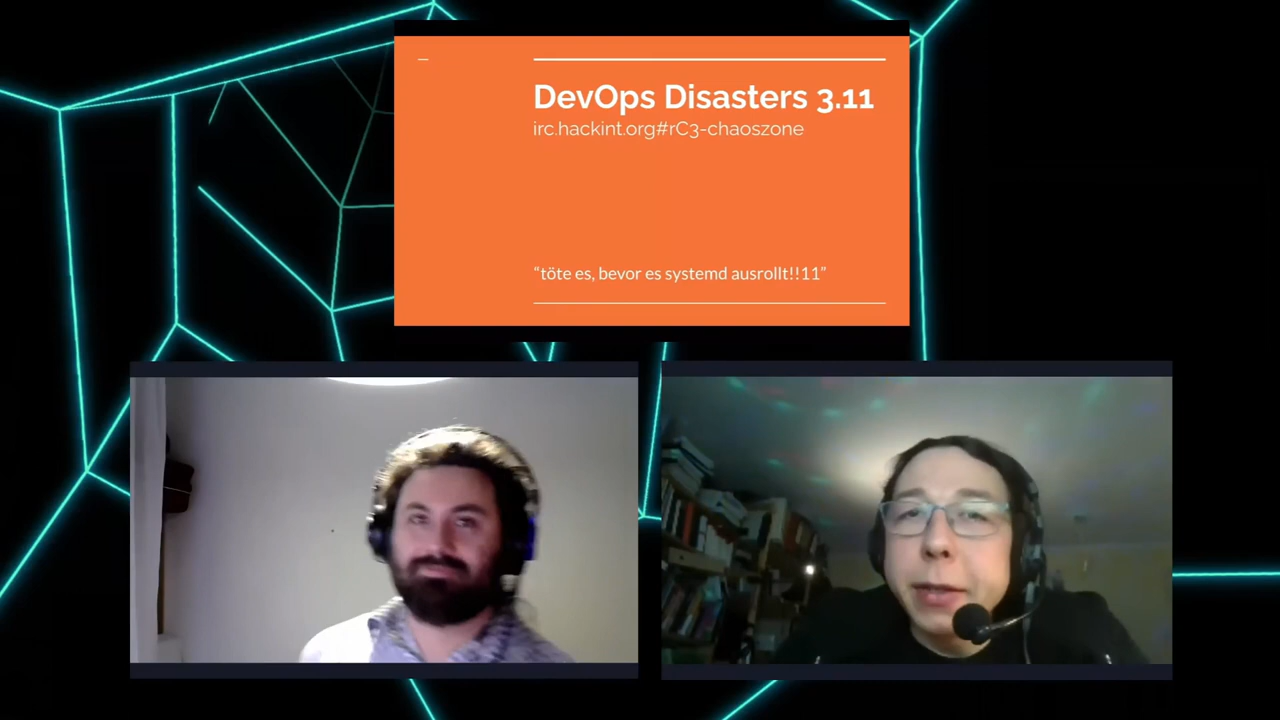 DevOps Disasters 3.11
irc.hackint.org#rC3-chaoszone
“töte es, bevor es systemd ausrollt!!11”